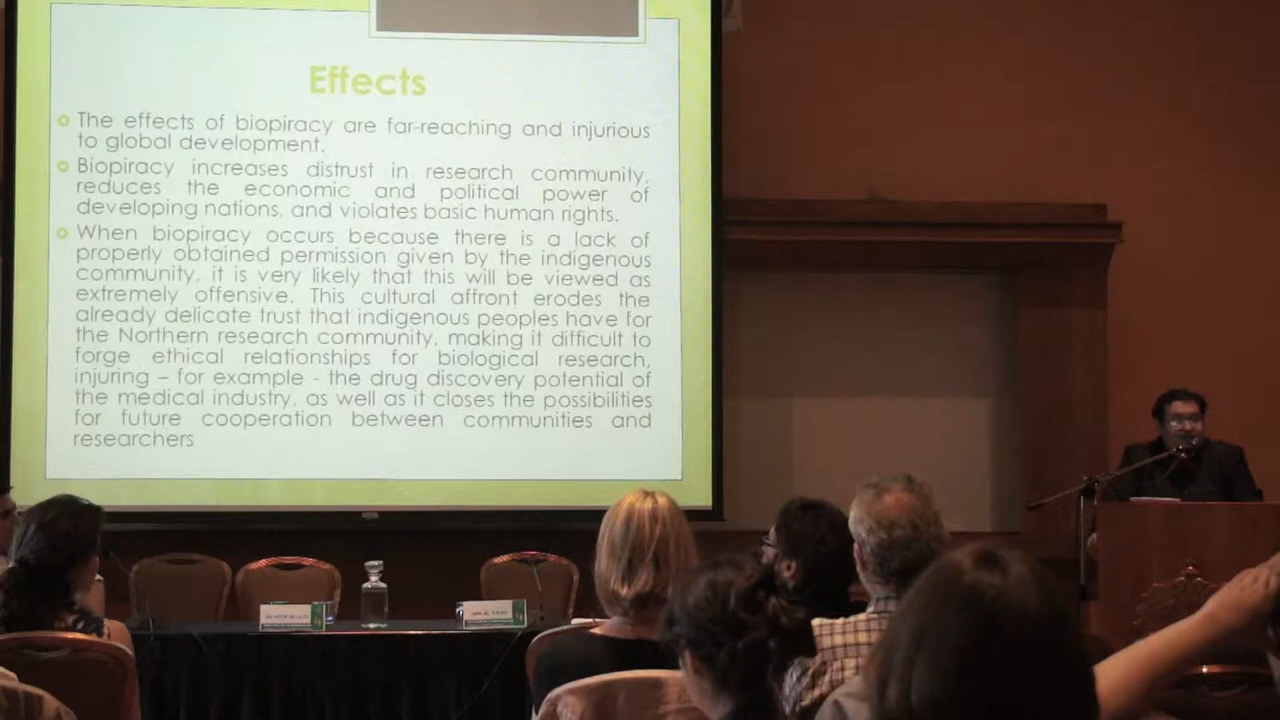 Effects
The effects of biopiracy are far-reaching and injurious
to global development.
Biopiracy increases distrust in research community,
reduces the economic and political power of
developing nations, and violates basic human rights.
When biopiracy occurs because there is a lack of
properly obtained permission given by the indigenous
community, it is very likely that this will be viewed as
extremely offensive. This cultural affront erodes the
already delicate trust that indigenous peoples have for
the Northern research community, making it difficult to
forge ethical relationships for biological research,
injuring – for example - the drug discovery potential of
the medical industry, as well as it closes the possibilities
for future cooperation between communities and
researchers